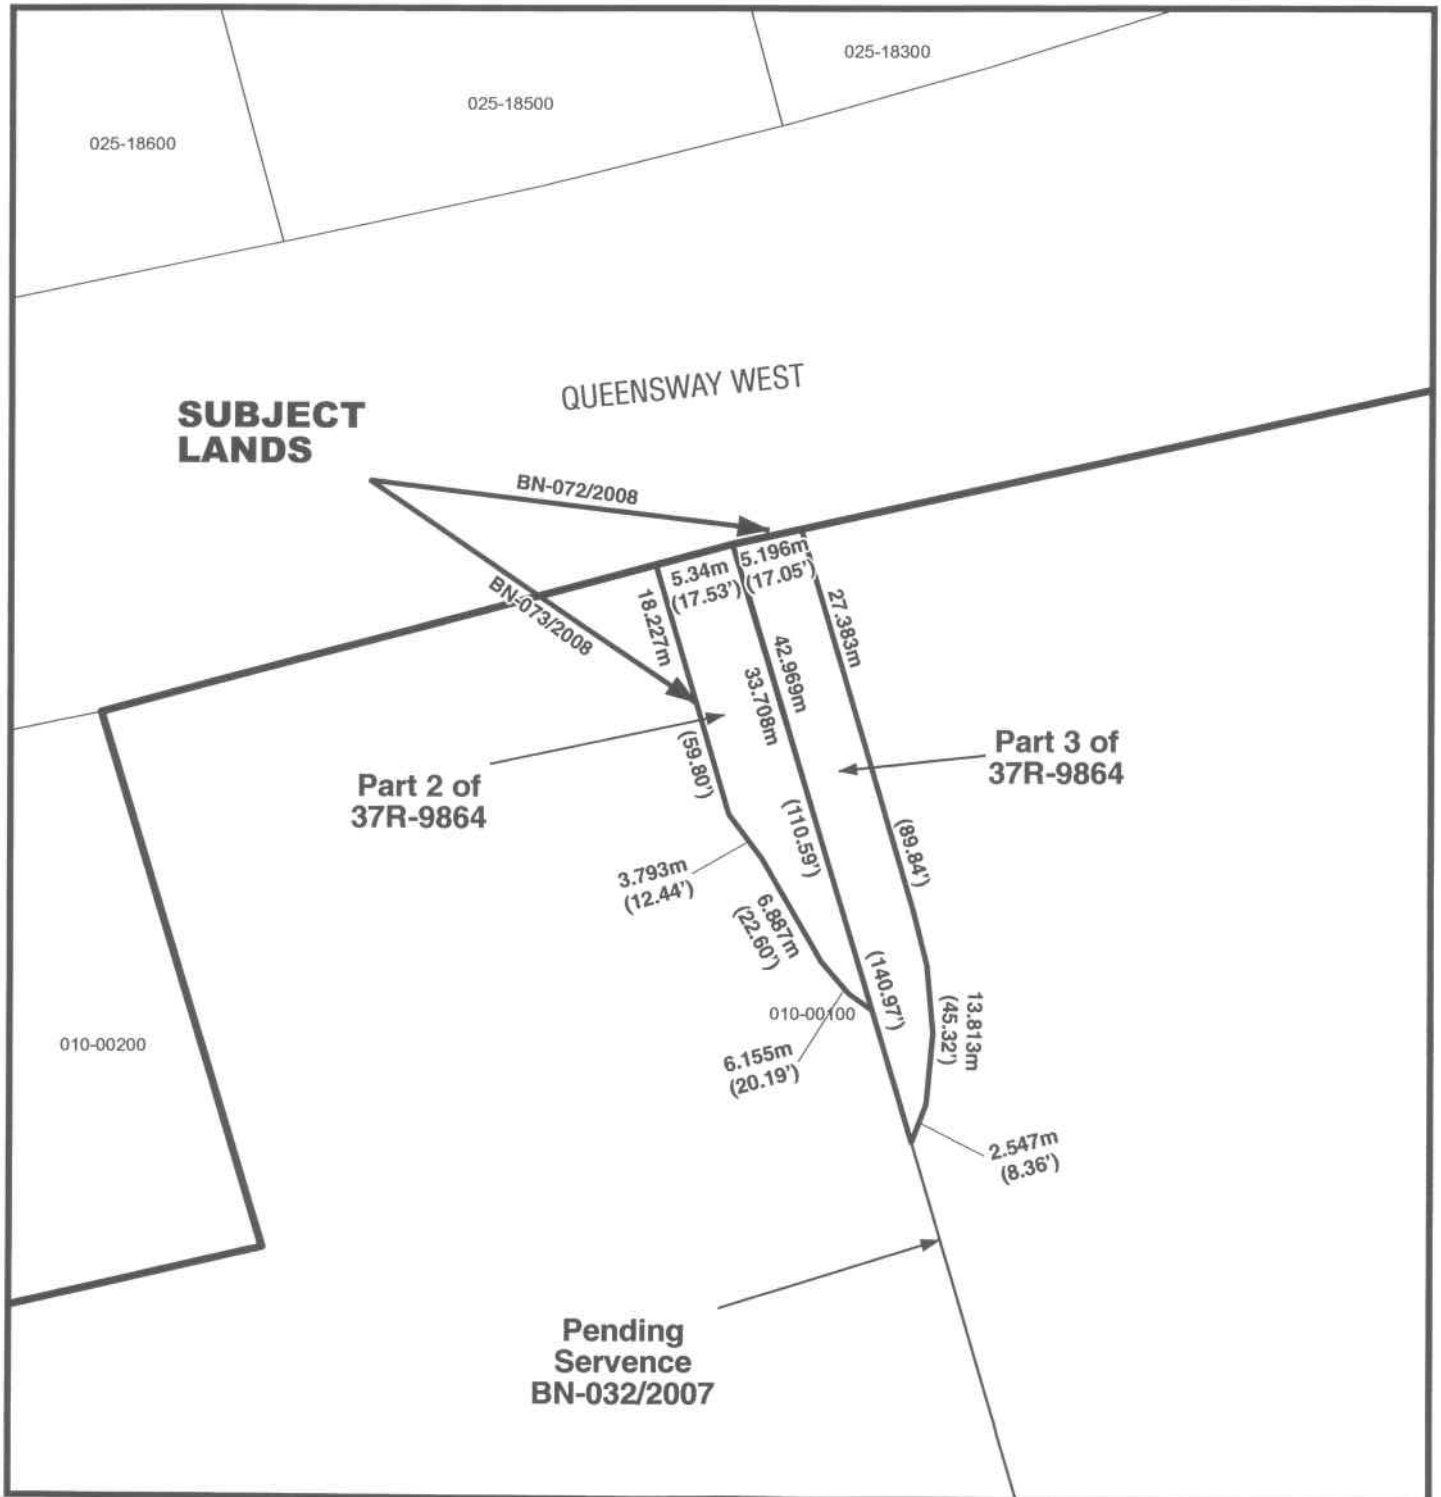 025-18300
025-18500
025-18600
QUEENSWAY WEST
SUBJECT
LANDS
BN-072/2008
BN-073/2008
5.34m
(17.53')
5.196m
(17.05')
18.227m
(59.80')
42.969m
33.708m
27.383m
Part 2 of
37R-9864
Part 3 of
37R-9864
(110.59')
(89.84')
3.793m
(12.44')
6.887m
(22.60')
(140.97')
13.813m
(45.32')
010-00100
010-00200
6.155m
(20.19')
2.547m
(8.36')
Pending
Servence
BN-032/2007